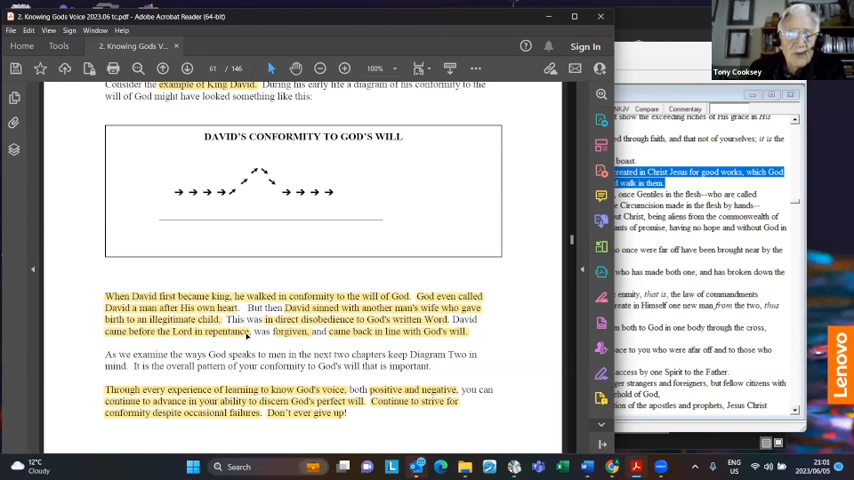 2. Knowing Gods Voice 2023.06 tc.pdf - Adobe Acrobat Reader (64-bit)
File Edit View Sign Window Help
Home Tools 2. Knowing Gods V... × Sign In
61 / 146 100%
Tony Cooksey
Consider the example of King David. During his early life a diagram of his conformity to the
will of God might have looked something like this:
DAVID'S CONFORMITY TO GOD'S WILL
When David first became king, he walked in conformity to the will of God. God even called
David a man after His own heart. But then David sinned with another man's wife who gave
birth to an illegitimate child. This was in direct disobedience to God's written Word. David
came before the Lord in repentance, was forgiven, and came back in line with God's will.
As we examine the ways God speaks to men in the next two chapters keep Diagram Two in
mind. It is the overall pattern of your conformity to God's will that is important.
Through every experience of learning to know God's voice, both positive and negative, you can
continue to advance in your ability to discern God's perfect will. Continue to strive for
conformity despite occasional failures. Don't ever give up!
NKJV Compare Commentary
t show the exceeding riches of His grace in His
ed through faith, and that not of yourselves; it is the
boast.
created in Christ Jesus for good works, which God
d walk in them.
once Gentiles in the flesh--who are called
Circumcision made in the flesh by hands--
ut Christ, being aliens from the commonwealth of
nants of promise, having no hope and without God in
o once were far off have been brought near by the
who has made both one, and has broken down the
enmity, that is, the law of commandments
create in Himself one new man from the two, thus
m both to God in one body through the cross,
ace to you who were afar off and to those who
access by one Spirit to the Father.
ger strangers and foreigners, but fellow citizens with
hold of God,
tion of the apostles and prophets, Jesus Christ
Lenovo
12°C
Cloudy
Search
ENG
US
21:01
2023/06/05